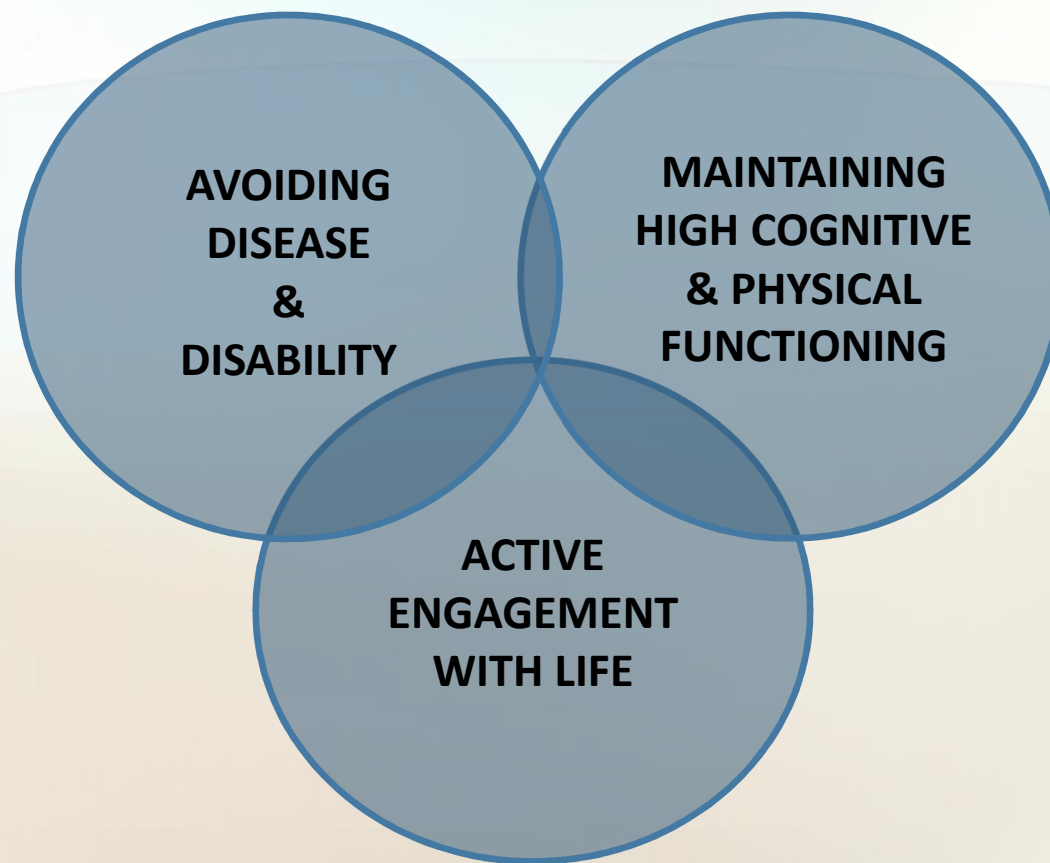 AVOIDING
DISEASE
&
DISABILITY
MAINTAINING
HIGH COGNITIVE
& PHYSICAL
FUNCTIONING
ACTIVE
ENGAGEMENT
WITH LIFE